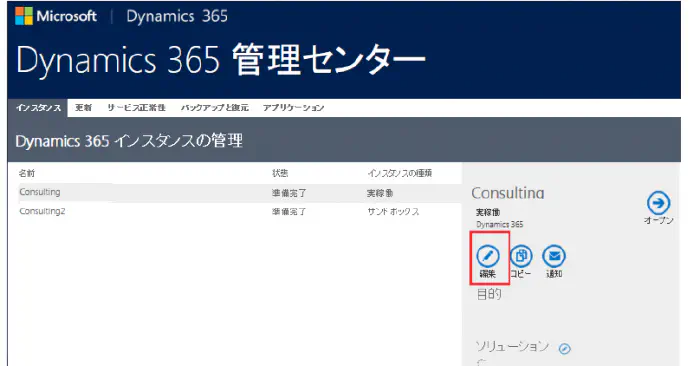 Microsoft | Dynamics 365
Dynamics 365 管理センター
インスタンス 更新 サービス正常性 バックアップと復元 アプリケーション
Dynamics 365 インスタンスの管理
名前 状態 インスタンスの種類
Consulting 準備完了 実稼働
Consulting2 準備完了 サンドボックス
Consulting
実稼働
Dynamics 365
オープン
編集 コピー 通知
目的
ソリューション